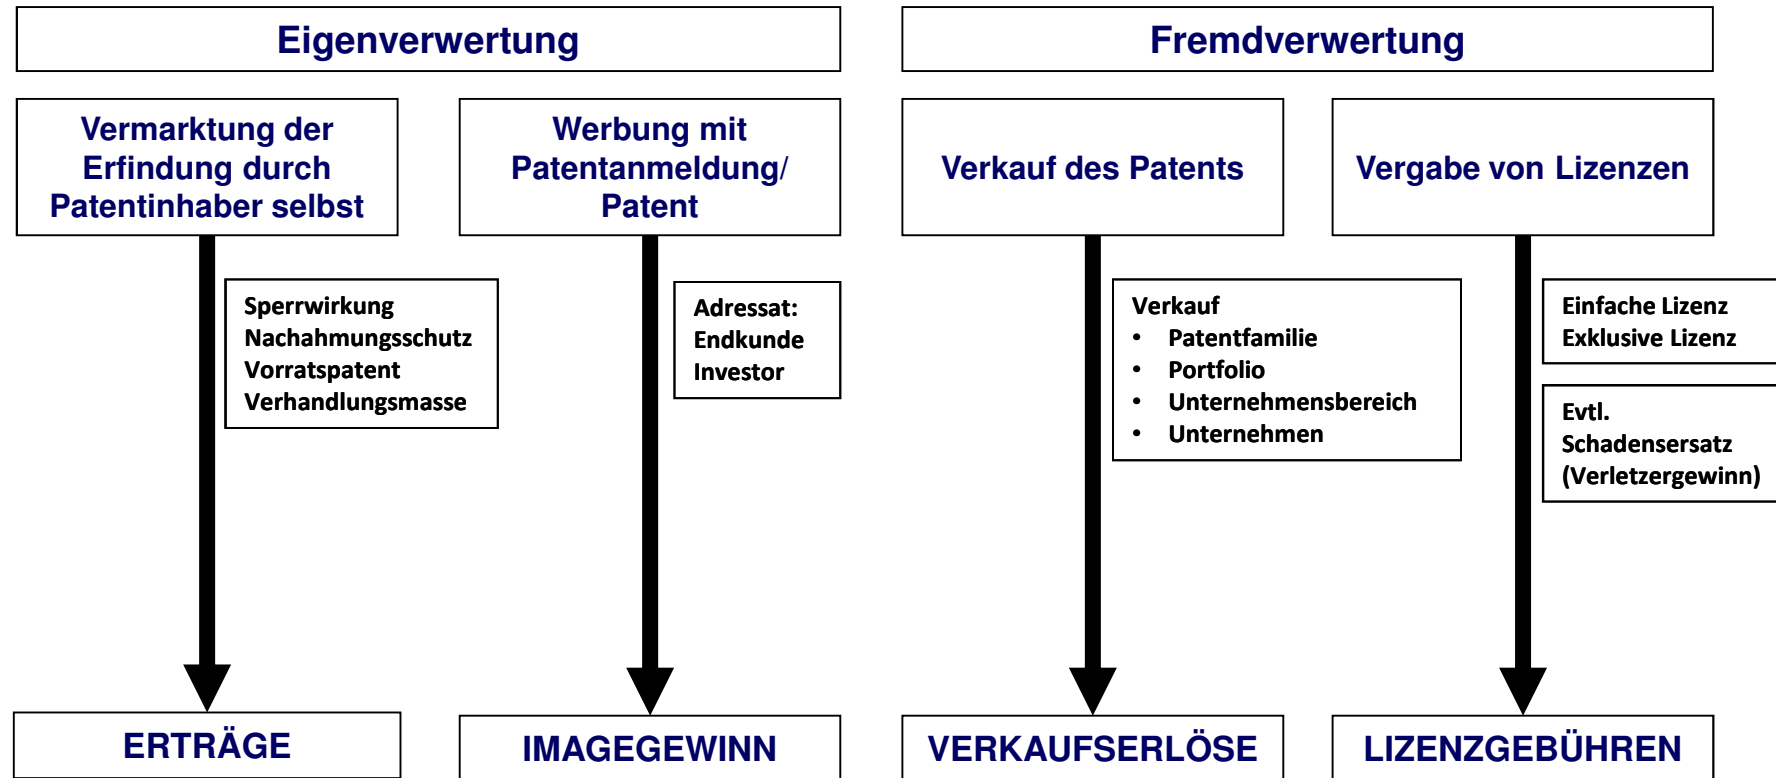 Eigenverwertung
Fremdverwertung
Vermarktung der
Erfindung durch
Patentinhaber selbst
Werbung mit
Patentanmeldung/
Patent
Verkauf des Patents
Vergabe von Lizenzen
Sperrwirkung
Nachahmungsschutz
Vorratspatent
Verhandlungsmasse
Adressat:
Endkunde
Investor
Verkauf
• Patentfamilie
• Portfolio
• Unternehmensbereich
• Unternehmen
Einfache Lizenz
Exklusive Lizenz
Evtl.
Schadensersatz
(Verletzergewinn)
ERTRÄGE
IMAGEGEWINN
VERKAUFSERLÖSE
LIZENZGEBÜHREN